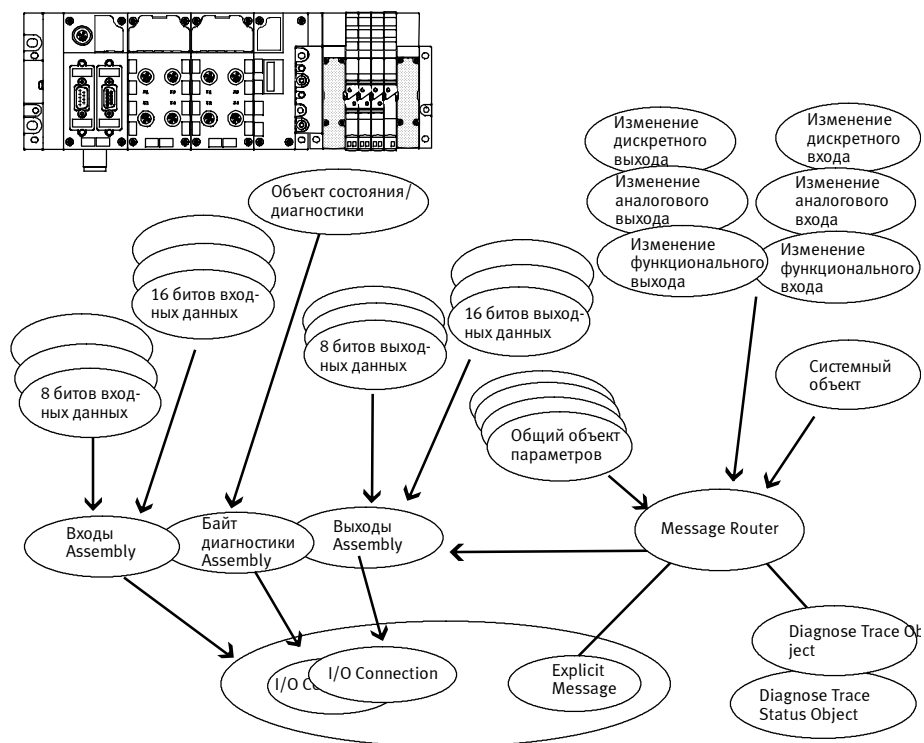 Изменение
дискретного
выхода
Изменение
дискретного
входа
Объект состояния/
диагностики
Изменение
аналогового
выхода
Изменение
аналогового
входа
Изменение
функционального
выхода
Изменение
функционального
входа
16 битов вход-
ных данных
8 битов выход-
ных данных
16 битов выход-
ных данных
8 битов вход-
ных данных
Системный
объект
Общий объект
параметров
Входы
Assembly
Байт
диагностики
Assembly
Выходы
Assembly
Message Router
I/O C
I/O Connection
Explicit
Message
Diagnose Trace Ob
ject
Diagnose Trace
Status Object